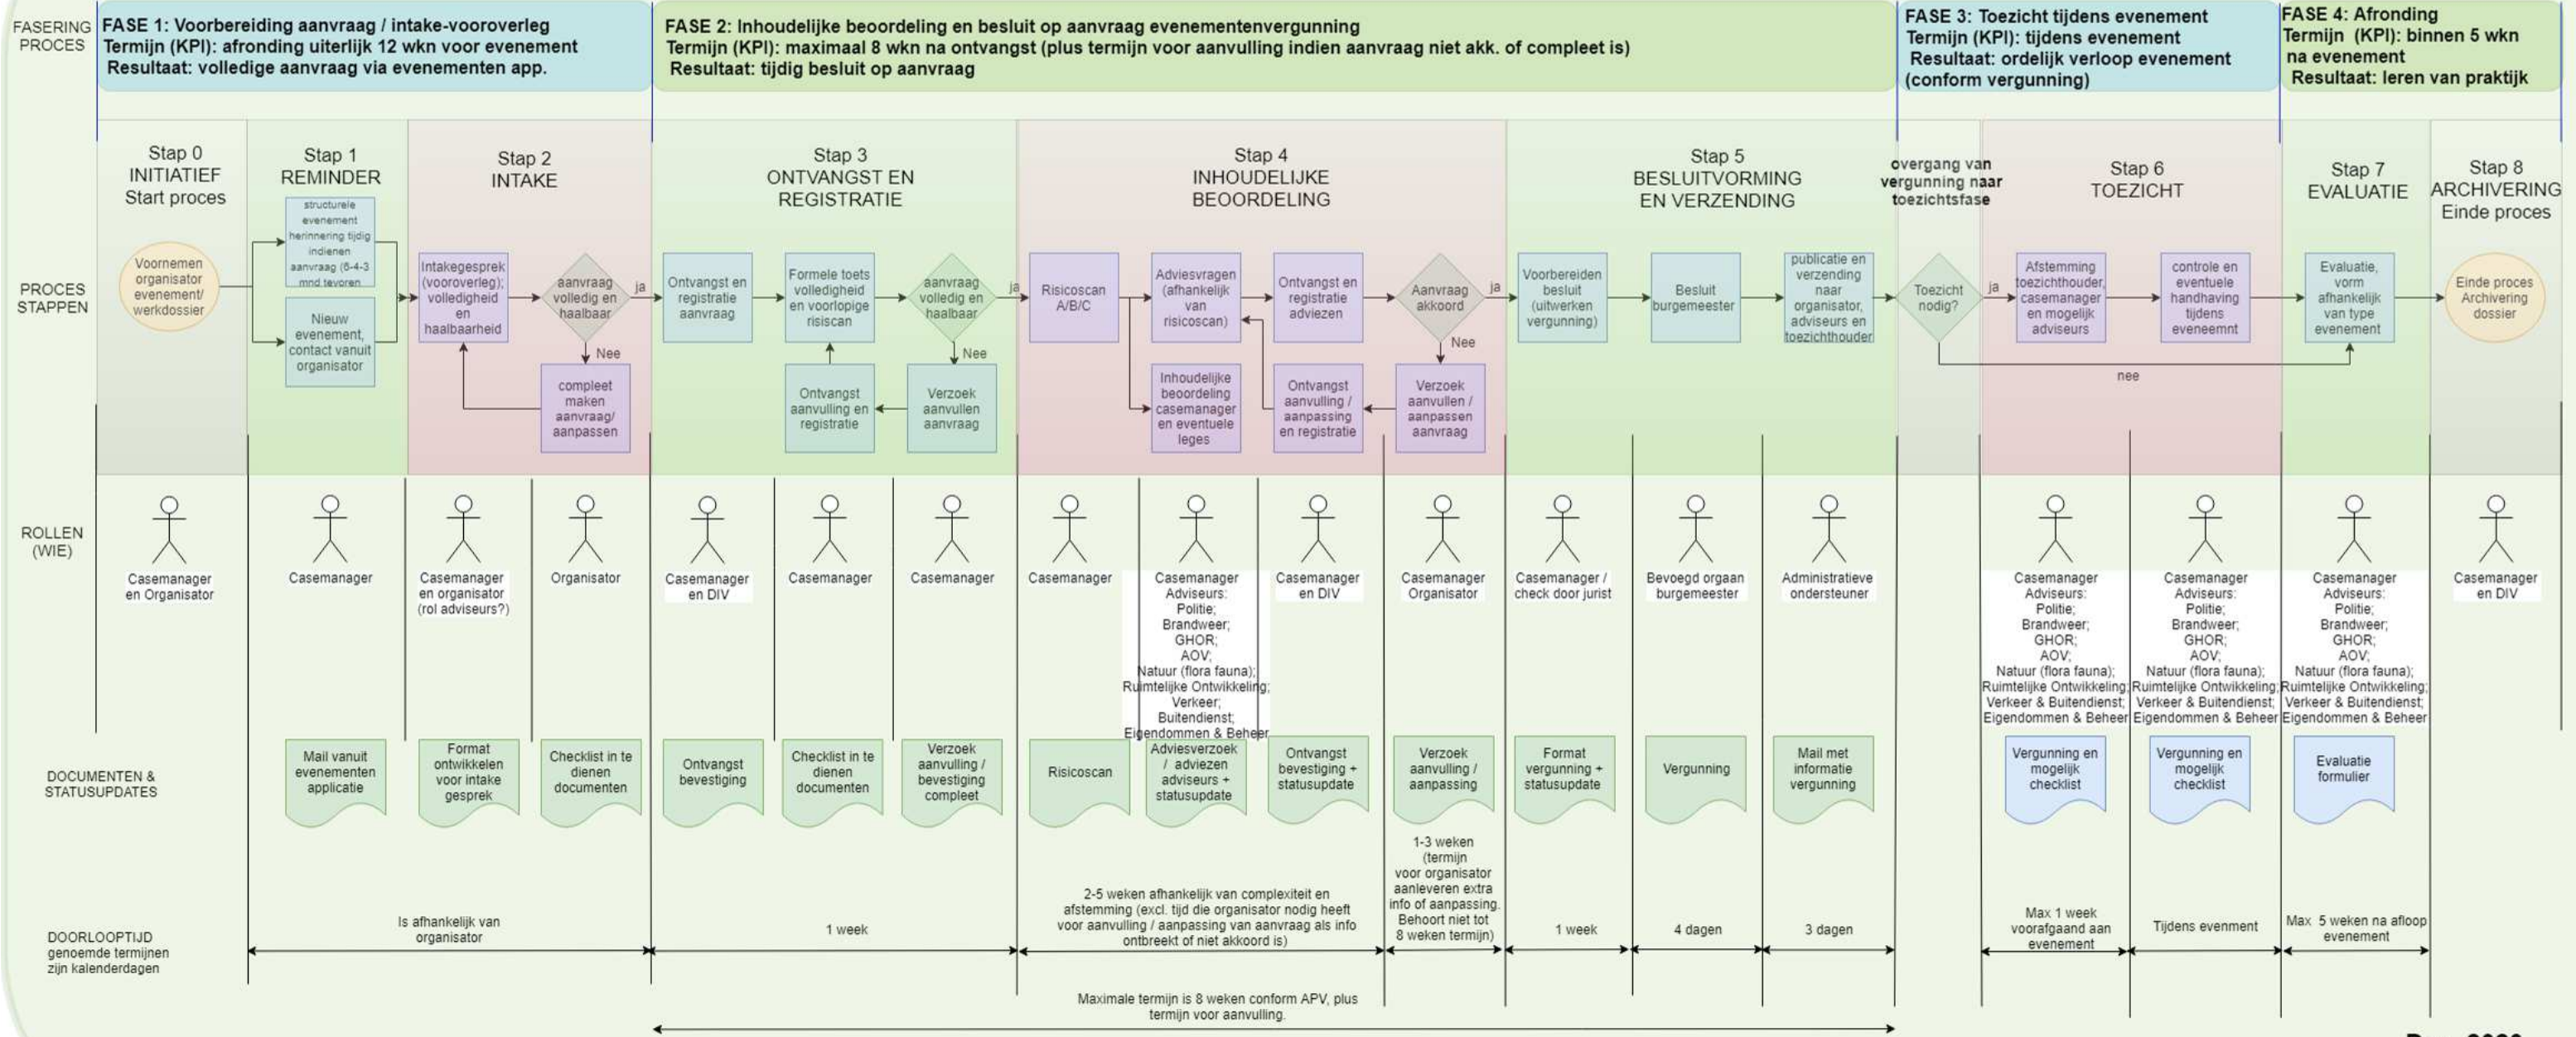 FASERING
PROCES
FASE 1: Voorbereiding aanvraag / intake-vooroverleg
Termijn (KPI): afronding uiterlijk 12 wkn voor evenement
Resultaat: volledige aanvraag via evenementen app.
FASE 2: Inhoudelijke beoordeling en besluit op aanvraag evenementenvergunning
Termijn (KPI): maximaal 8 wkn na ontvangst (plus termijn voor aanvulling indien aanvraag niet akk. of compleet is)
Resultaat: tijdig besluit op aanvraag
FASE 3: Toezicht tijdens evenement
Termijn (KPI): tijdens evenement
Resultaat: ordelijk verloop evenement
(conform vergunning)
FASE 4: Afronding
Termijn (KPI): binnen 5 wkn
na evenement
Resultaat: leren van praktijk
Stap 0
INITIATIEF
Start proces
Stap 1
REMINDER
Stap 2
INTAKE
Stap 3
ONTVANGST EN
REGISTRATIE
Stap 4
INHOUDELIJKE
BEOORDELING
Stap 5
BESLUITVORMING
EN VERZENDING
overgang van
vergunning naar
toezichtsfase
Stap 6
TOEZICHT
Stap 7
EVALUATIE
Stap 8
ARCHIVERING
Einde proces
PROCES
STAPPEN
Voornemen
organisator
evenement/
werkdossier
structurele
evenement
herinnering tijdig
indienen
aanvraag (6-4-3
mnd tevoren
Nieuw
evenement,
contact vanuit
organisator
Intakegesprek
(vooroverleg);
volledigheid
en
haalbaarheid
aanvraag
volledig en
haalbaar
ja
Nee
compleet
maken
aanvraag/
aanpassen
Ontvangst en
registratie
aanvraag
Formele toets
volledigheid
en voorlopige
risiscan
aanvraag
volledig en
haalbaar
ja
Nee
Ontvangst
aanvulling en
registratie
Verzoek
aanvullen
aanvraag
Risicoscan
A/B/C
Adviesvragen
(afhankelijk
van
risicoscan)
Ontvangst en
registratie
adviezen
Aanvraag
akkoord
ja
Nee
Inhoudelijke
beoordeling
casemanager
en eventuele
leges
Ontvangst
aanvulling /
aanpassing
en registratie
Verzoek
aanvullen /
aanpassen
aanvraag
Voorbereiden
besluit
(uitwerken
vergunning)
Besluit
burgemeester
publicatie en
verzending
naar
organisator,
adviseurs en
toezichthouder
Toezicht
nodig?
ja
nee
Afstemming
toezichthouder,
casemanager
en mogelijk
adviseurs
controle en
eventuele
handhaving
tijdens
eveneemnt
Evaluatie,
vorm
afhankelijk
van type
evenement
Einde proces
Archivering
dossier
ROLLEN
(WIE)
Casemanager
en Organisator
Casemanager
Casemanager
en organisator
(rol adviseurs?)
Organisator
Casemanager
en DIV
Casemanager
Casemanager
Casemanager
Casemanager
Adviseurs:
Politie;
Brandweer;
GHOR;
AOV;
Natuur (flora fauna);
Ruimtelijke Ontwikkeling;
Verkeer;
Buitendienst;
Eigendommen & Beheer
Casemanager
en DIV
Casemanager
Organisator
Casemanager /
check door jurist
Bevoegd orgaan
burgemeester
Administratieve
ondersteuner
Casemanager
Adviseurs:
Politie;
Brandweer;
GHOR;
AOV;
Natuur (flora fauna);
Ruimtelijke Ontwikkeling;
Verkeer & Buitendienst;
Eigendommen & Beheer
Casemanager
Adviseurs:
Politie;
Brandweer;
GHOR;
AOV;
Natuur (flora fauna);
Ruimtelijke Ontwikkeling;
Verkeer & Buitendienst;
Eigendommen & Beheer
Casemanager
Adviseurs:
Politie;
Brandweer;
GHOR;
AOV;
Natuur (flora fauna);
Ruimtelijke Ontwikkeling;
Verkeer & Buitendienst;
Eigendommen & Beheer
Casemanager
en DIV
DOCUMENTEN &
STATUSUPDATES
Mail vanuit
evenementen
applicatie
Format
ontwikkelen
voor intake
gesprek
Checklist in te
dienen
documenten
Ontvangst
bevestiging
Checklist in te
dienen
documenten
Verzoek
aanvulling /
bevestiging
compleet
Risicoscan
Adviesverzoek
/ adviezen
adviseurs +
statusupdate
Ontvangst
bevestiging +
statusupdate
Verzoek
aanvulling /
aanpassing
Format
vergunning +
statusupdate
Vergunning
Mail met
informatie
vergunning
Vergunning en
mogelijk
checklist
Vergunning en
mogelijk
checklist
Evaluatie
formulier
DOORLOOPTIJD
genoemde termijnen
zijn kalenderdagen
Is afhankelijk van
organisator
1 week
2-5 weken afhankelijk van complexiteit en
afstemming (excl. tijd die organisator nodig heeft
voor aanvulling / aanpassing van aanvraag als info
ontbreekt of niet akkoord is)
1-3 weken
(termijn
voor organisator
aanleveren extra
info of aanpassing.
Behoort niet tot
8 weken termijn)
1 week
4 dagen
3 dagen
Max 1 week
voorafgaand aan
evenement
Tijdens evenment
Max 5 weken na afloop
evenement
Maximale termijn is 8 weken conform APV, plus
termijn voor aanvulling.